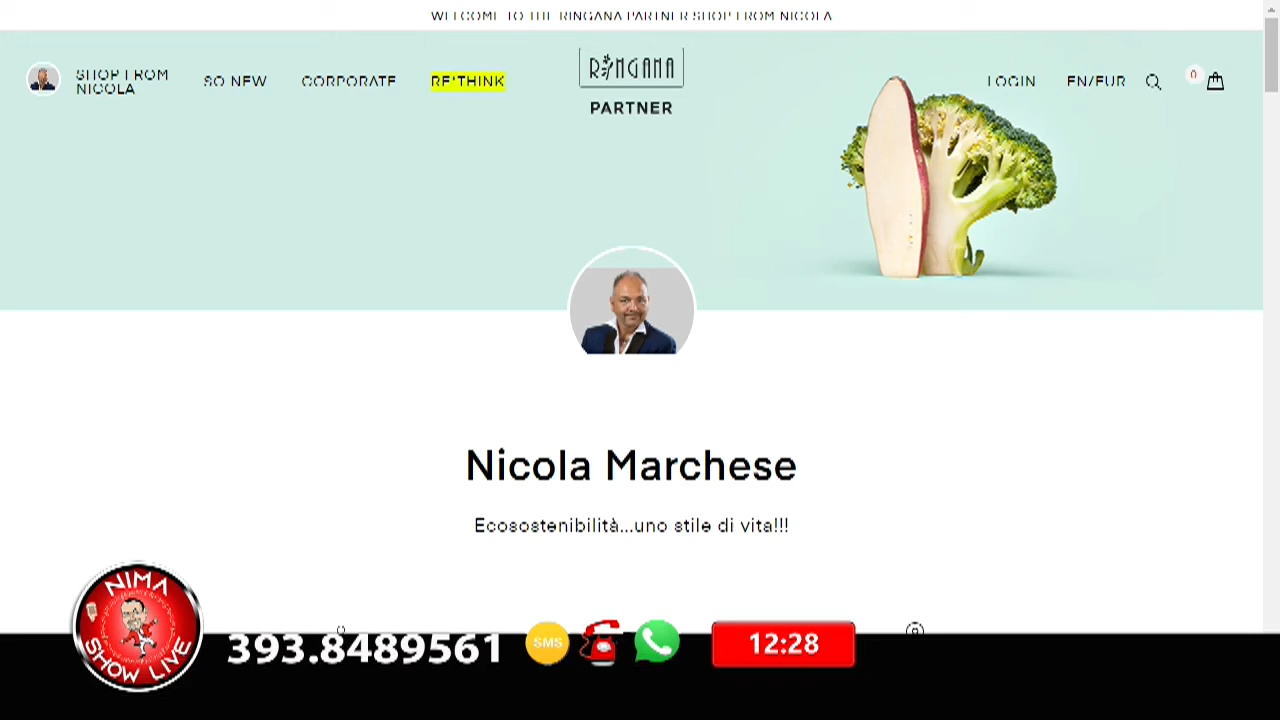 WELCOME TO THE RINGANA PARTNER SHOP FROM NICOLA
SHOP FROM
NICOLA
SO NEW
CORPORATE
RE'THINK
RINGANA
PARTNER
LOGIN
EN/EUR
0
Nicola Marchese
Ecosostenibilità...uno stile di vita!!!
NIMA
SHOW LIVE
393.8489561
SMS
12:28